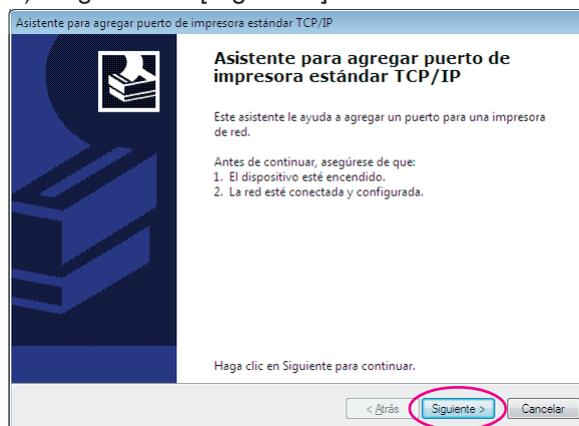 Asistente para agregar puerto de impresora estándar TCP/IP
Asistente para agregar puerto de
impresora estándar TCP/IP
Este asistente le ayuda a agregar un puerto para una impresora
de red.
Antes de continuar, asegúrese de que:
1. El dispositivo esté encendido.
2. La red esté conectada y configurada.
Haga clic en Siguiente para continuar.
< Atrás
Siguiente >
Cancelar